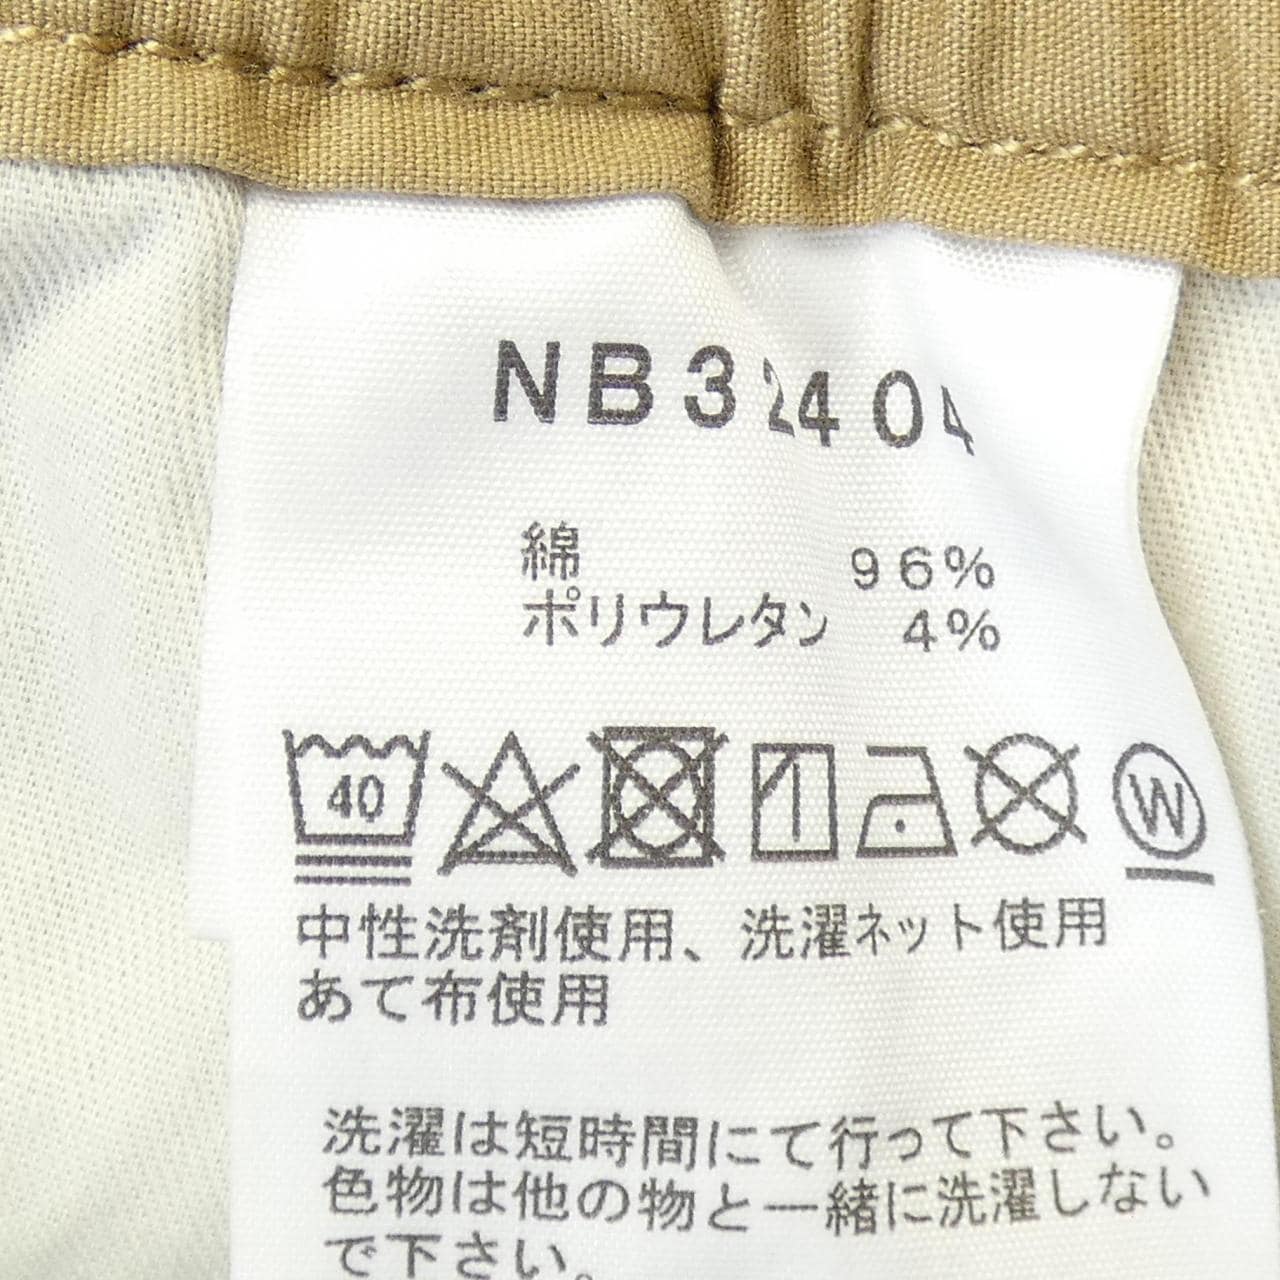 NB32404
綿 96%
ポリウレタン 4%
40 W
中性洗剤使用、洗濯ネット使用
あて布使用
洗濯は短時間にて行って下さい。
色物は他の物と一緒に洗濯しない
で下さい。